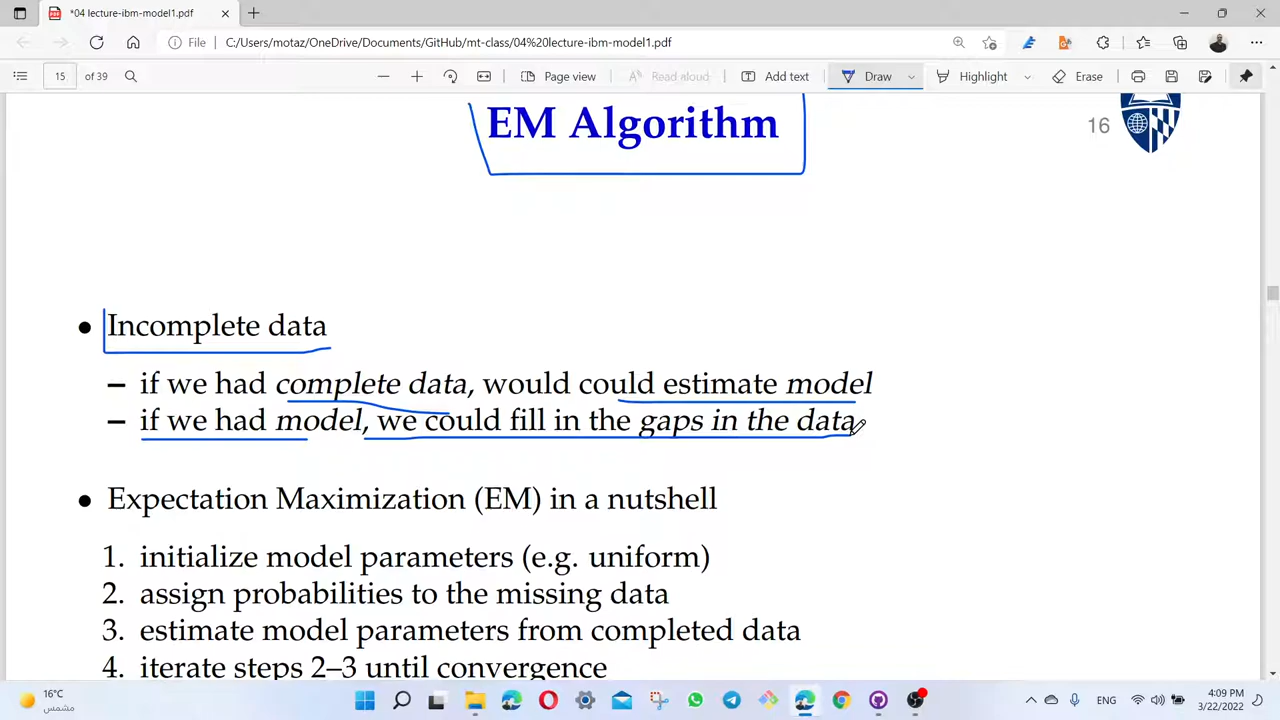 *04 lecture-ibm-model1.pdf
File C:/Users/motaz/OneDrive/Documents/GitHub/mt-class/04%20lecture-ibm-model1.pdf
15 of 39 Page view Read aloud Add text Draw Highlight Erase
EM Algorithm
16
Incomplete data
– if we had complete data, would could estimate model
– if we had model, we could fill in the gaps in the data
Expectation Maximization (EM) in a nutshell
1. initialize model parameters (e.g. uniform)
2. assign probabilities to the missing data
3. estimate model parameters from completed data
4. iterate steps 2–3 until convergence
16°C
مشمس
ENG
4:09 PM
3/22/2022